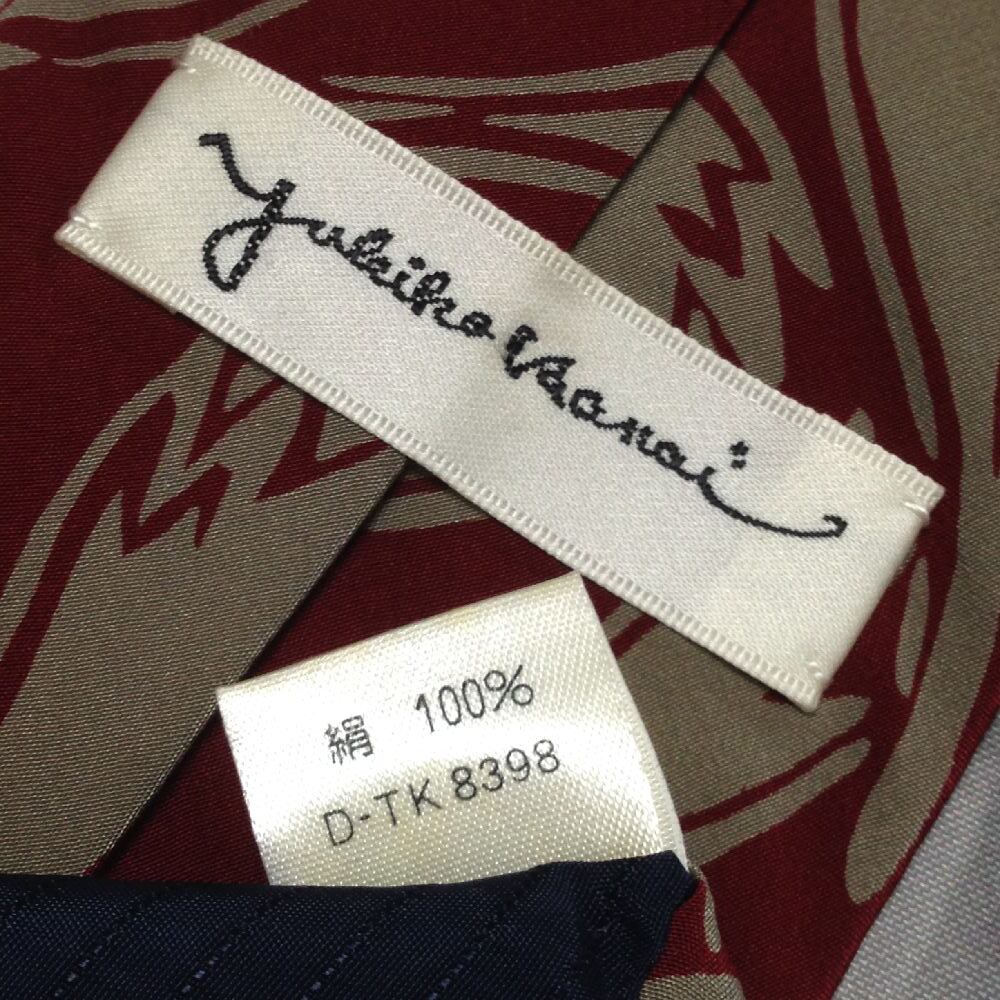 Yukiko Hanai
絹 100%
D-TK 8398